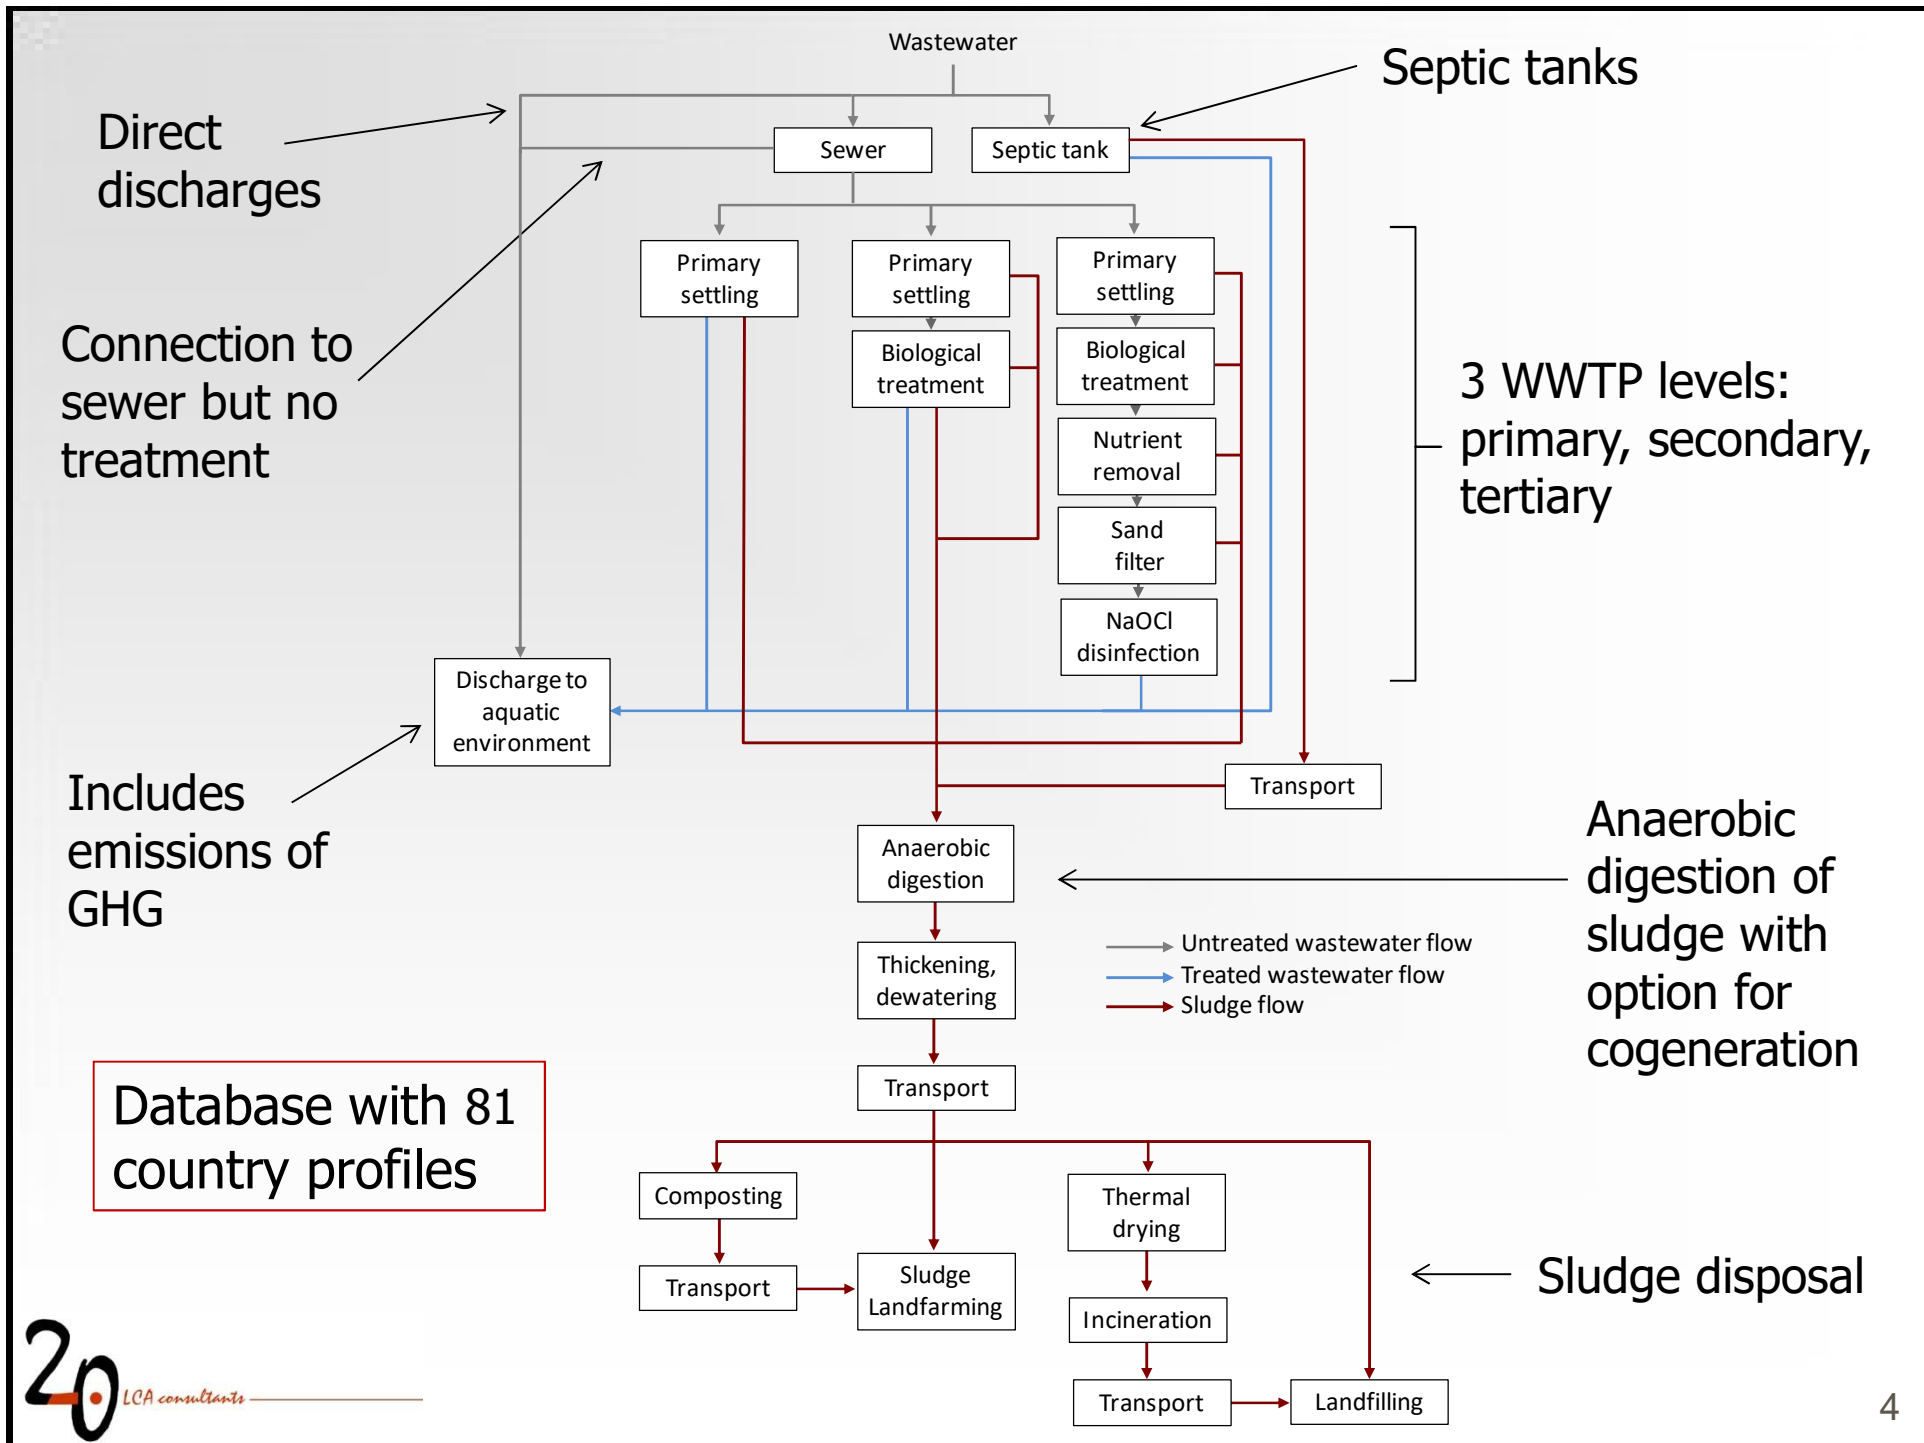 Wastewater
Septic tanks
Direct
discharges
Sewer
Septic tank
Primary
settling
Primary
settling
Primary
settling
Connection to
sewer but no
treatment
Biological
treatment
Biological
treatment
3 WWTP levels:
primary, secondary,
tertiary
Nutrient
removal
Sand
filter
NaOCl
disinfection
Discharge to
aquatic
environment
Transport
Includes
emissions of
GHG
Anaerobic
digestion
Anaerobic
digestion of
sludge with
option for
cogeneration
Untreated wastewater flow
Treated wastewater flow
Sludge flow
Thickening,
dewatering
Transport
Database with 81
country profiles
Composting
Thermal
drying
Transport
Sludge
Landfarming
Sludge disposal
Incineration
Transport
Landfilling
2.0 LCA consultants
4